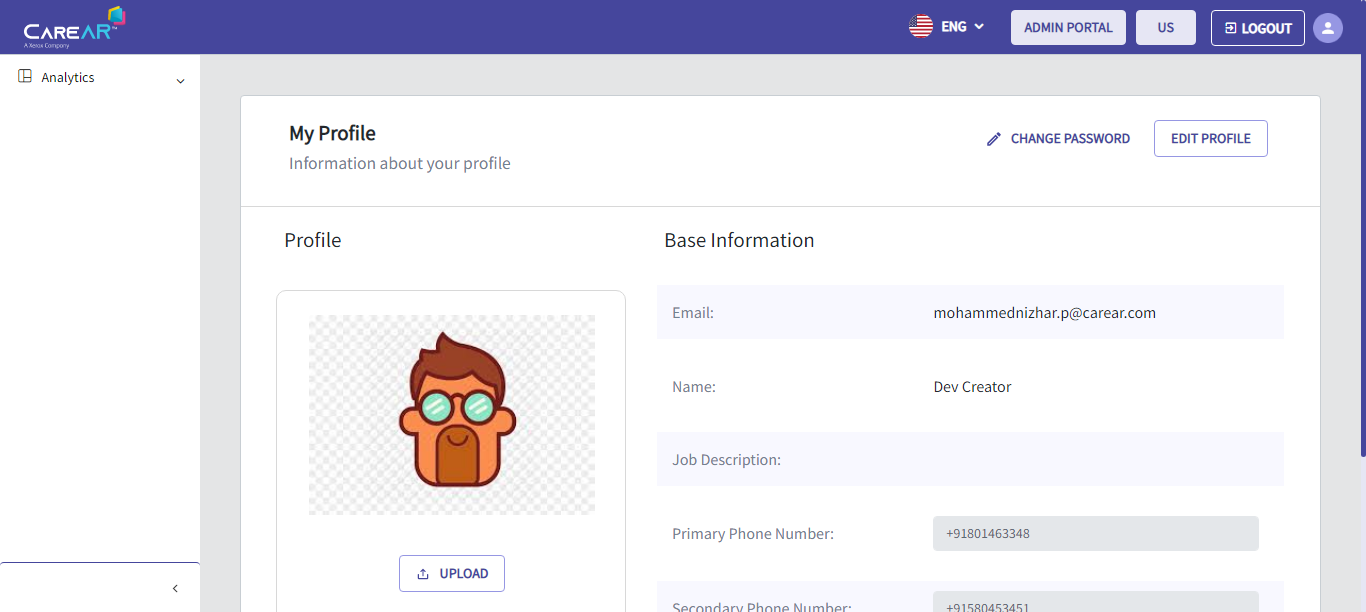 CAREAR™
A Xerox Company
ENG
ADMIN PORTAL
US
LOGOUT
Analytics
My Profile
Information about your profile
CHANGE PASSWORD
EDIT PROFILE
Profile
Base Information
Email:
mohammednizhar.p@carear.com
Name:
Dev Creator
Job Description:
Primary Phone Number:
+91801463348
UPLOAD
Secondary Phone Number:
+91580453451